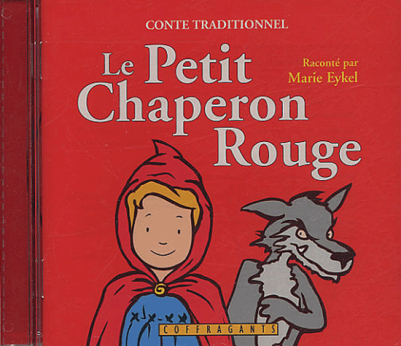 CONTE TRADITIONNEL
Le Petit
Chaperon
Rouge
Raconté par
Marie Eykel
COFFRAGANTS